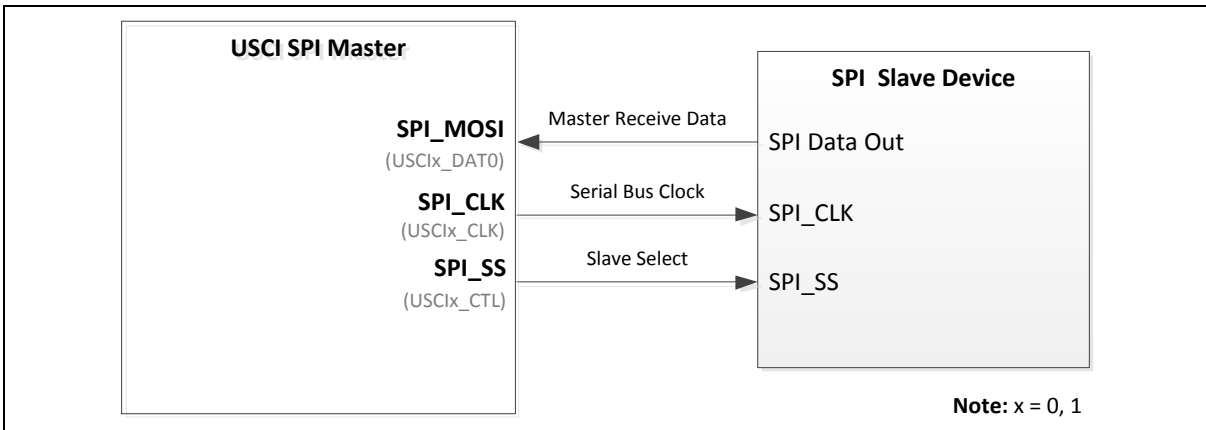 USCI SPI Master
SPI Slave Device
Master Receive Data
SPI_MOSI
(USCIx_DAT0)
SPI Data Out
Serial Bus Clock
SPI_CLK
(USCIx_CLK)
SPI_CLK
Slave Select
SPI_SS
(USCIx_CTL)
SPI_SS
Note: x = 0, 1